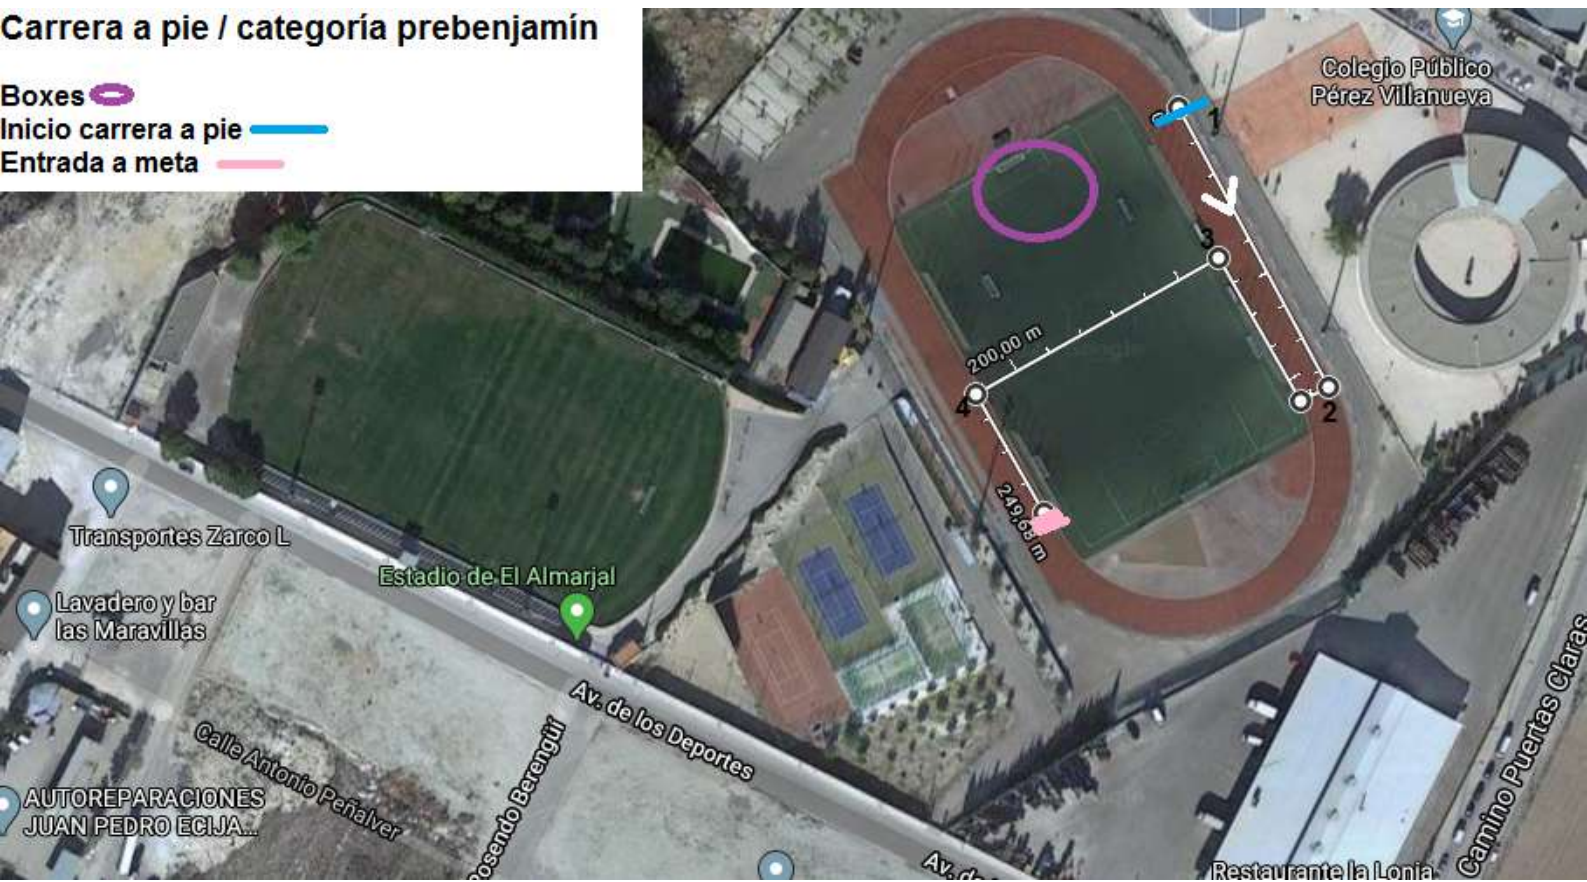 Carrera a pie / categoría prebenjamín
Boxes
Inicio carrera a pie
Entrada a meta
Colegio Público
Pérez Villanueva
1
3
200,00 m
4
2
249,68 m
Transportes Zarco L
Estadio de El Almarjal
Lavadero y bar
las Maravillas
Av. de los Deportes
Calle Antonio Peñalver
Rosendo Berengüí
AUTOREPARACIONES
JUAN PEDRO ECIJA...
Camino Puertas Claras
Restaurante la Lonja